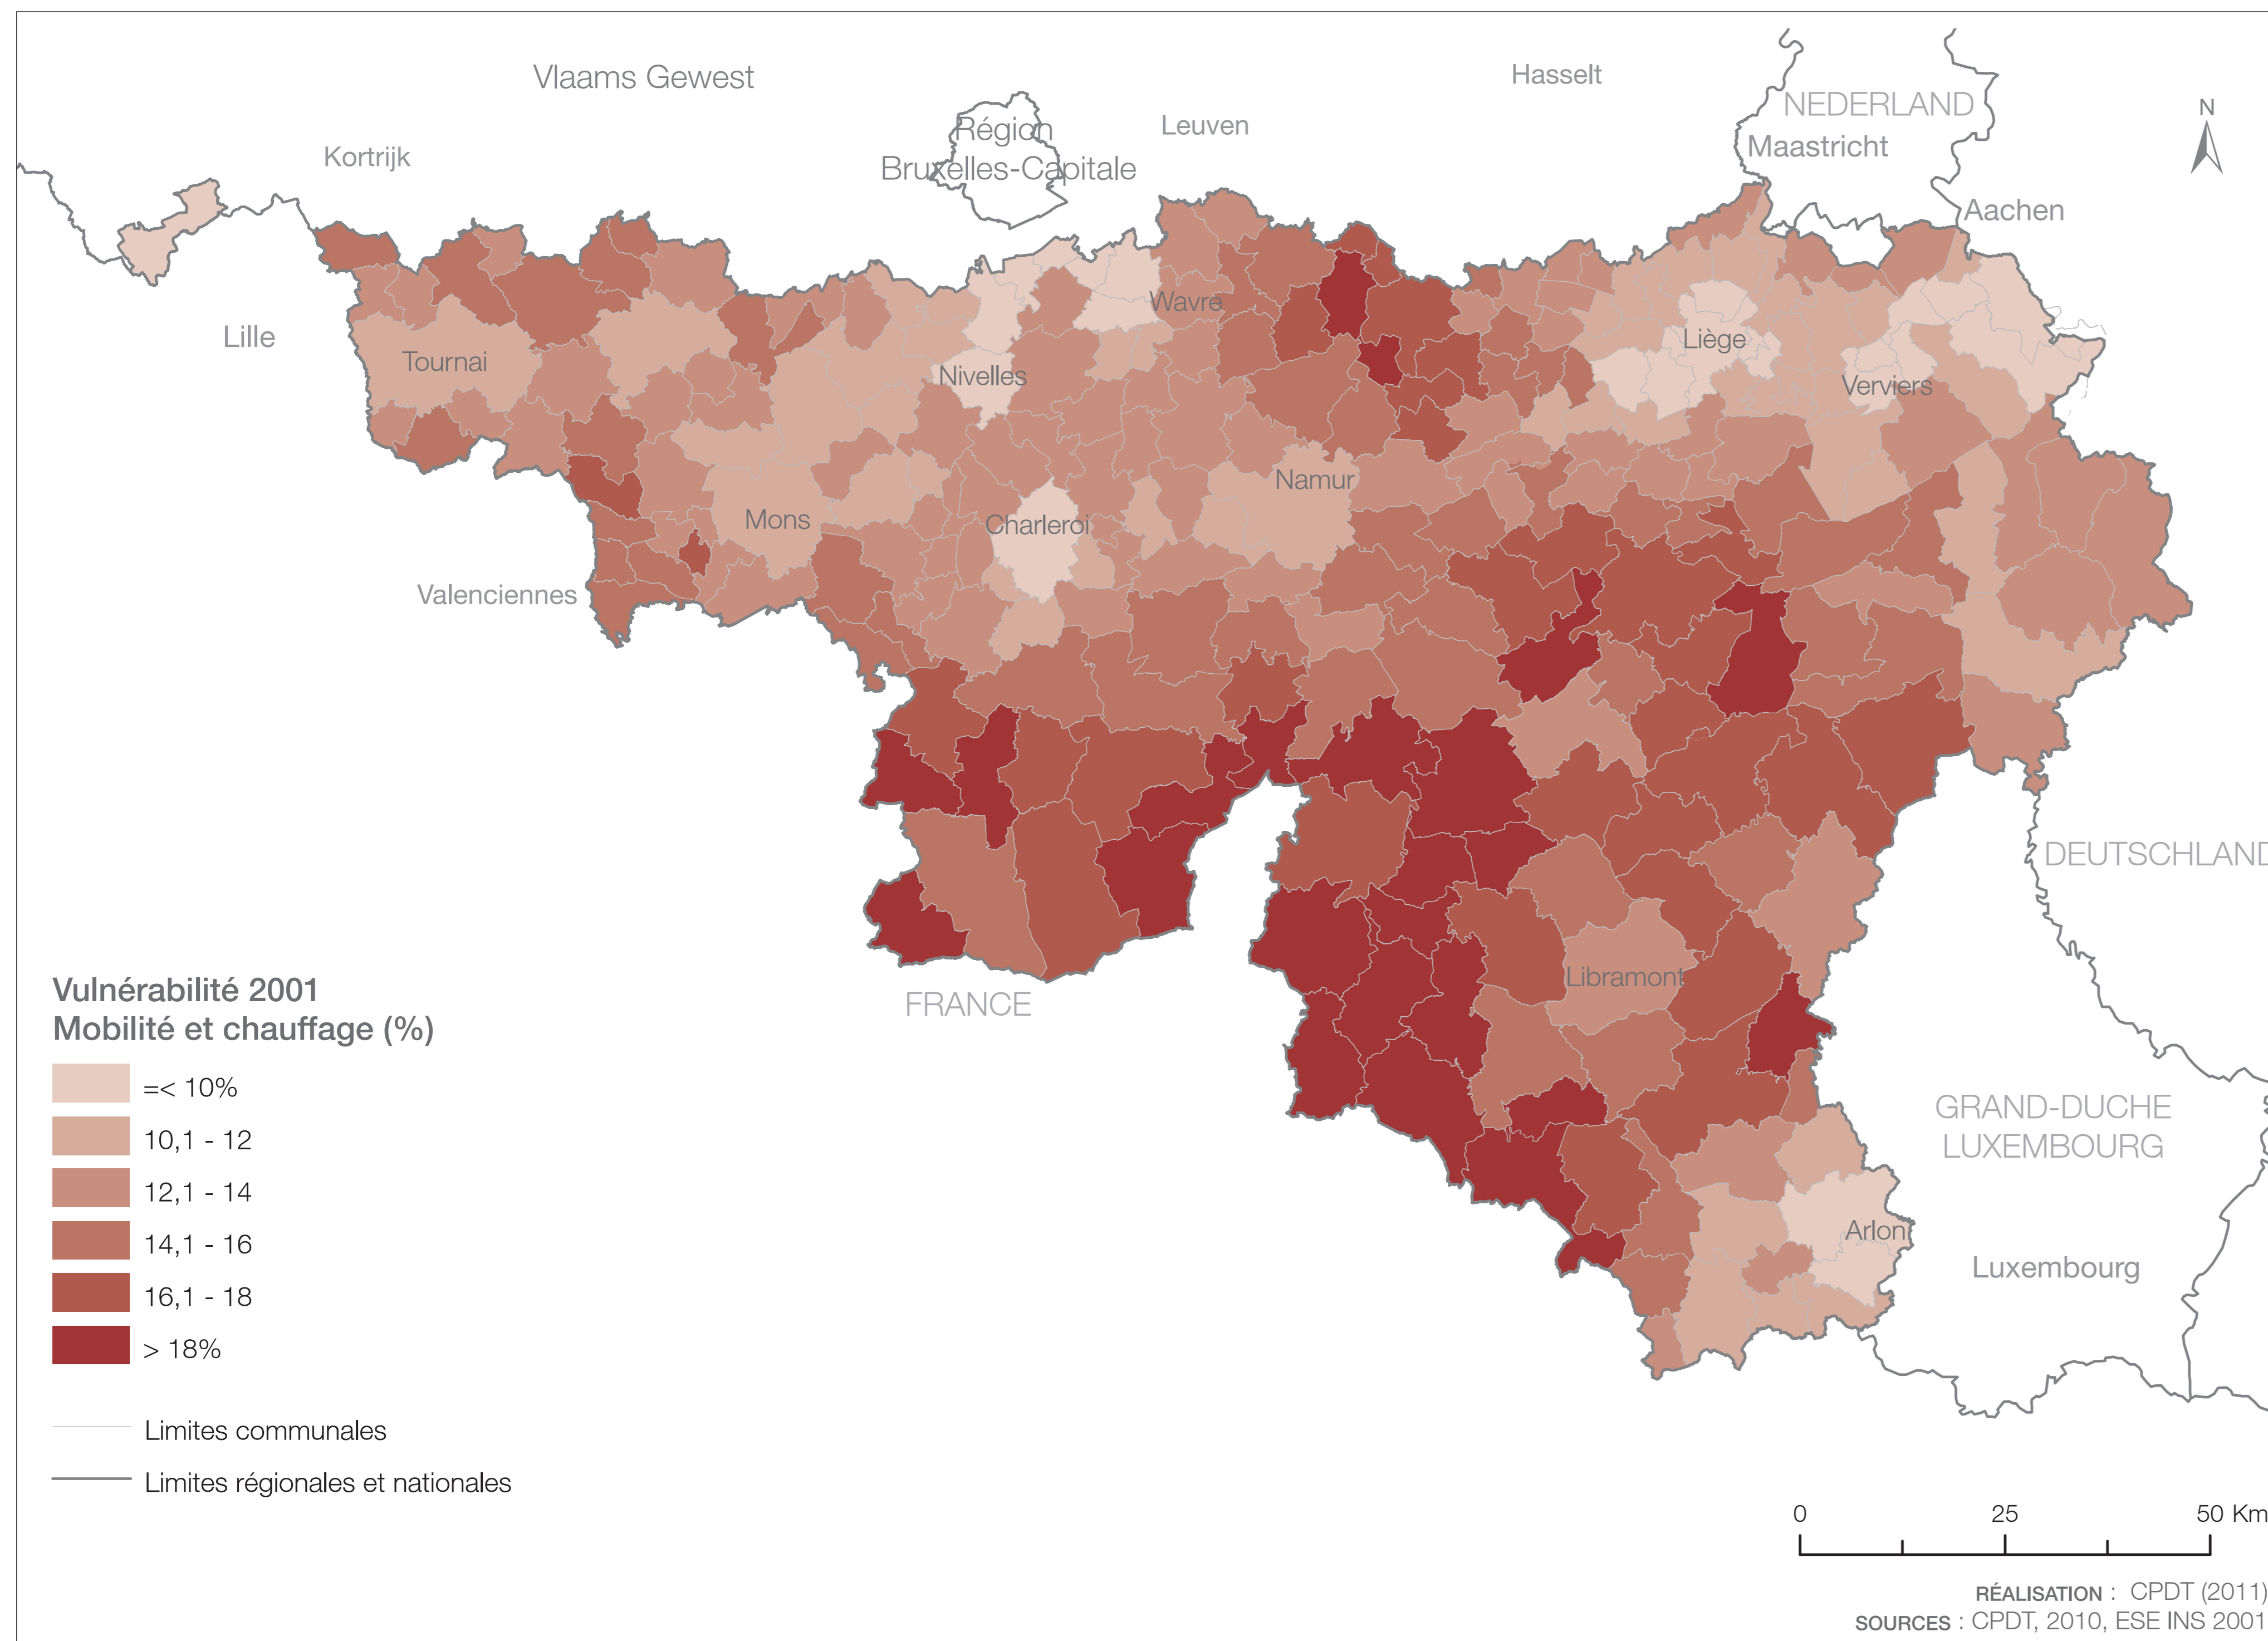 Vlaams Gewest
Hasselt
NEDERLAND
N
Région
Bruxelles-Capitale
Leuven
Maastricht
Kortrijk
Aachen
Lille
Tournai
Wavre
Nivelles
Liège
Verviers
Namur
Mons
Charleroi
Valenciennes
DEUTSCHLAND
Libramont
FRANCE
GRAND-DUCHE
LUXEMBOURG
Arlon
Luxembourg
Vulnérabilité 2001
Mobilité et chauffage (%)
=< 10%
10,1 - 12
12,1 - 14
14,1 - 16
16,1 - 18
> 18%
Limites communales
Limites régionales et nationales
0 25 50 Km
RÉALISATION : CPDT (2011)
SOURCES : CPDT, 2010, ESE INS 2001